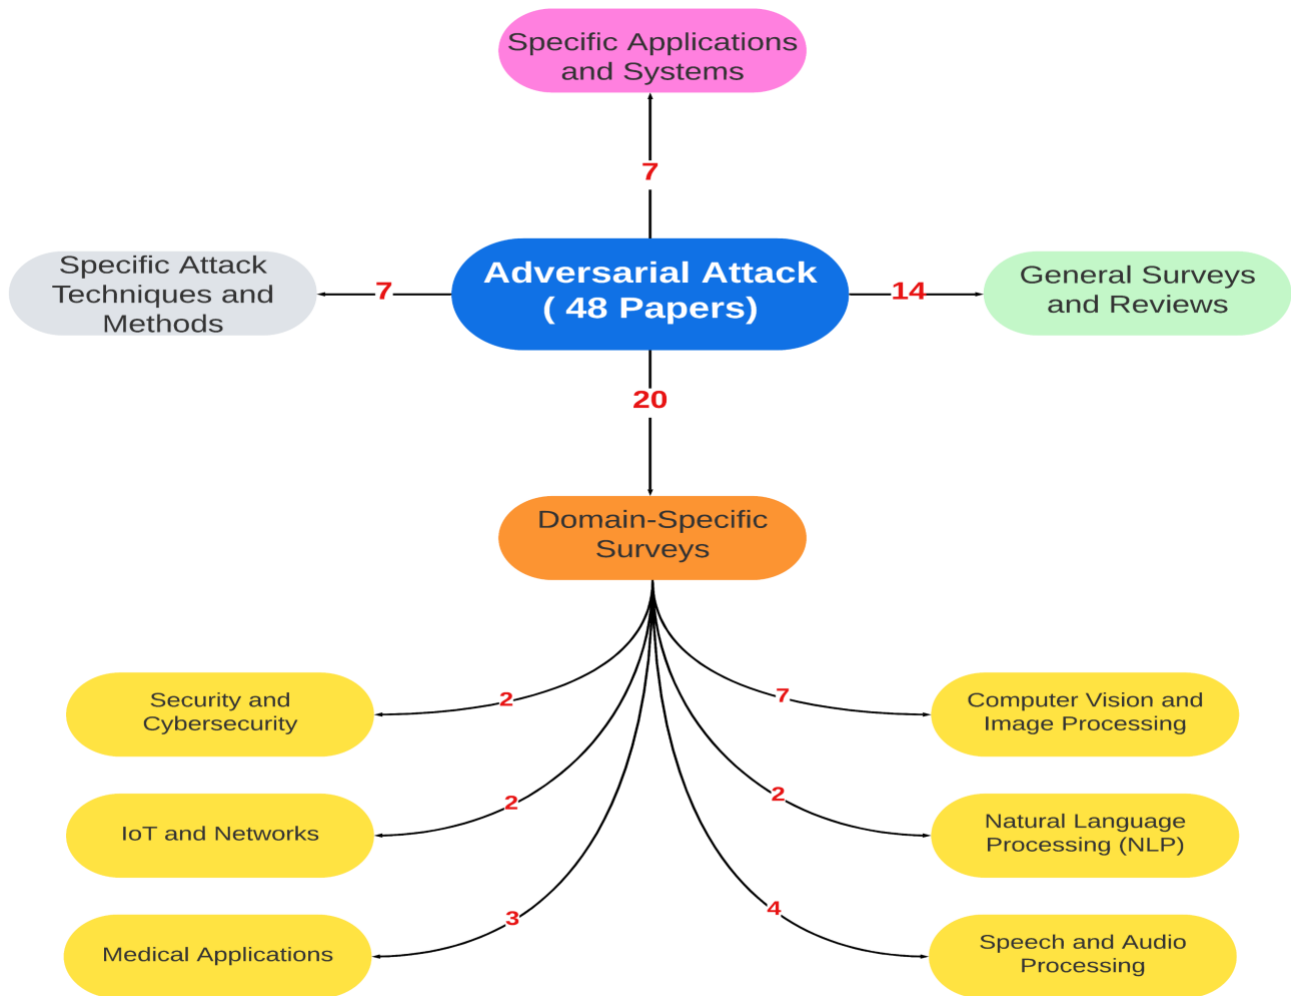 Specific Applications
and Systems
7
Specific Attack
Techniques and
Methods
7
Adversarial Attack
( 48 Papers)
14
General Surveys
and Reviews
20
Domain-Specific
Surveys
Security and
Cybersecurity
2
7
Computer Vision and
Image Processing
IoT and Networks
2
2
Natural Language
Processing (NLP)
Medical Applications
3
4
Speech and Audio
Processing